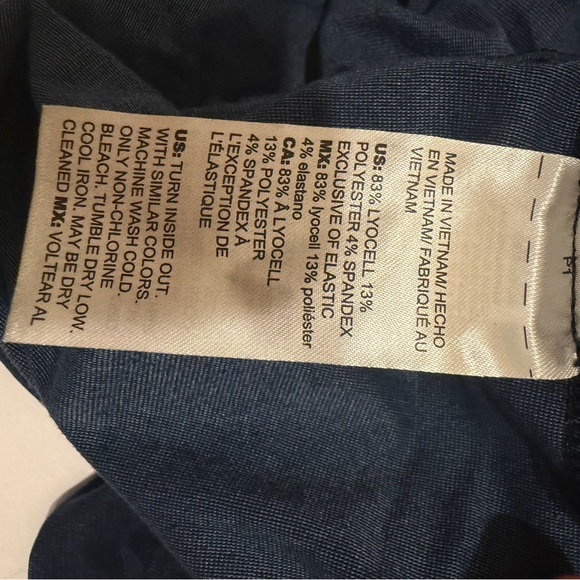 P1
MADE IN VIETNAM/ HECHO
EN VIETNAM/ FABRIQUÉ AU
VIETNAM
US: 83% LYOCELL 13%
POLYESTER 4% SPANDEX
EXCLUSIVE OF ELASTIC
MX: 83% lyocell 13% poliéster
4% elastano
CA: 83% Á LYOCELL
13% POLYESTER
4% SPANDEX À
L'EXCEPTION DE
L'ÉLASTIQUE
US: TURN INSIDE OUT.
WITH SIMILAR COLORS.
MACHINE WASH COLD.
ONLY NON-CHLORINE
BLEACH. TUMBLE DRY LOW.
COOL IRON. MAY BE DRY
CLEANED MX: VOLTEAR AL